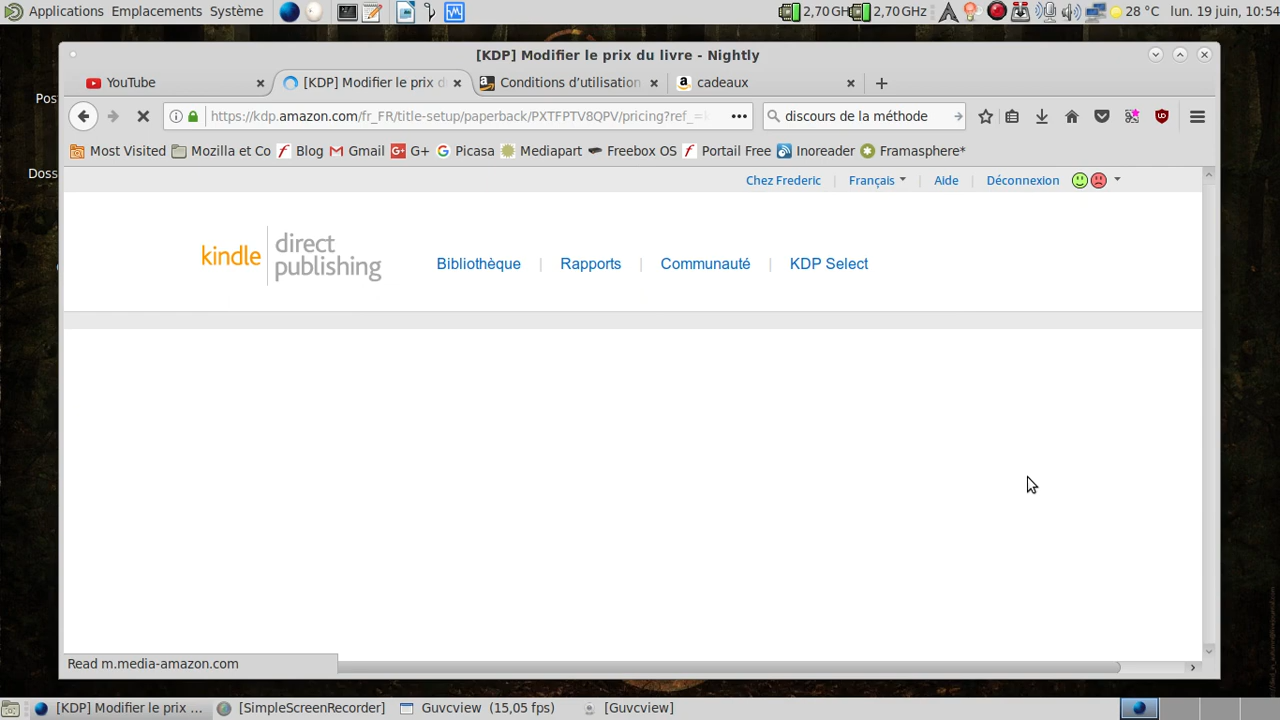 Applications Emplacements Système 2,70 GH 2,70 GHz 28 °C lun. 19 juin, 10:54
[KDP] Modifier le prix du livre - Nightly
YouTube [KDP] Modifier le prix d Conditions d’utilisation cadeaux
https://kdp.amazon.com/fr_FR/title-setup/paperback/PXTFPTV8QPV/pricing?ref_=k discours de la méthode
Most Visited Mozilla et Co Blog Gmail G+ Picasa Mediapart Freebox OS Portail Free Inoreader Framasphere*
Pos
Doss
Chez Frederic Français Aide Déconnexion
kindle direct publishing
Bibliothèque | Rapports | Communauté | KDP Select
Read m.media-amazon.com
[KDP] Modifier le prix ... [SimpleScreenRecorder] Guvcview (15,05 fps) [Guvcview]